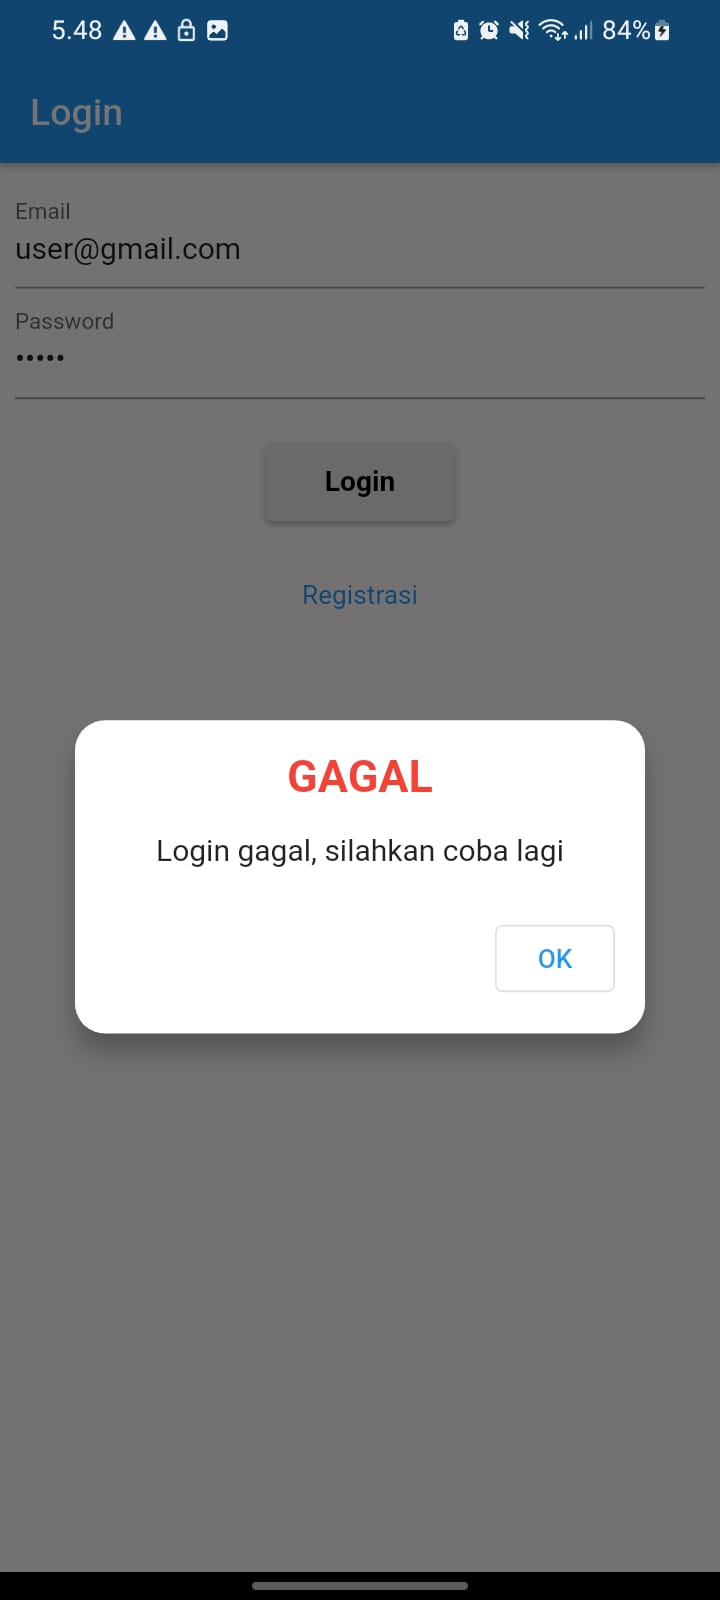 5.48
84%
Login
Email
user@gmail.com
Password
•••••
Login
Registrasi
GAGAL
Login gagal, silahkan coba lagi
OK